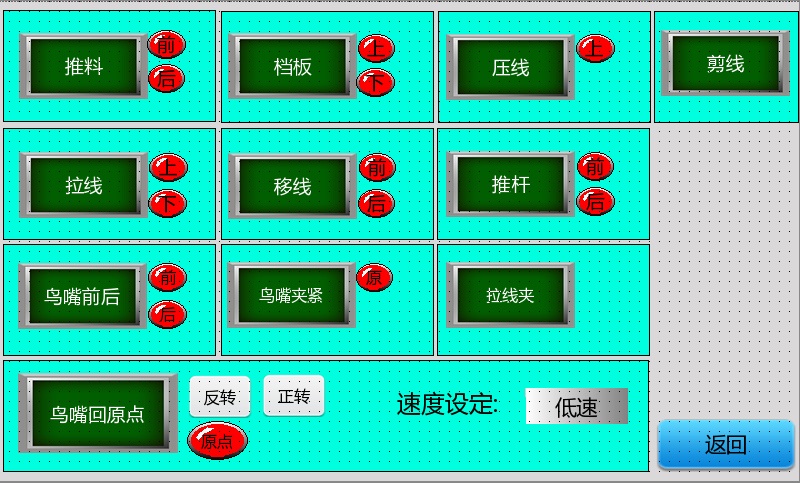 推料
前
后
档板
上
下
压线
上
剪线
拉线
上
下
移线
前
后
推杆
前
后
鸟嘴前后
前
后
鸟嘴夹紧
原
拉线夹
鸟嘴回原点
反转
正转
原点
速度设定:
低速
返回